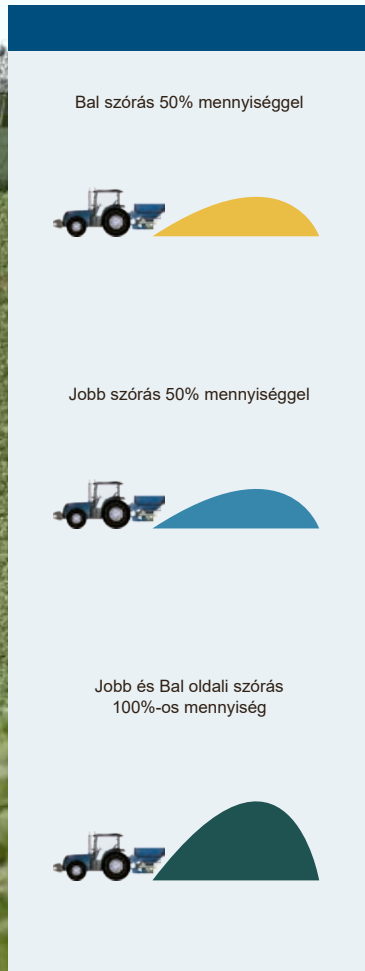 Bal szórás 50% mennyiséggel
Jobb szórás 50% mennyiséggel
Jobb és Bal oldali szórás
100%-os mennyiség